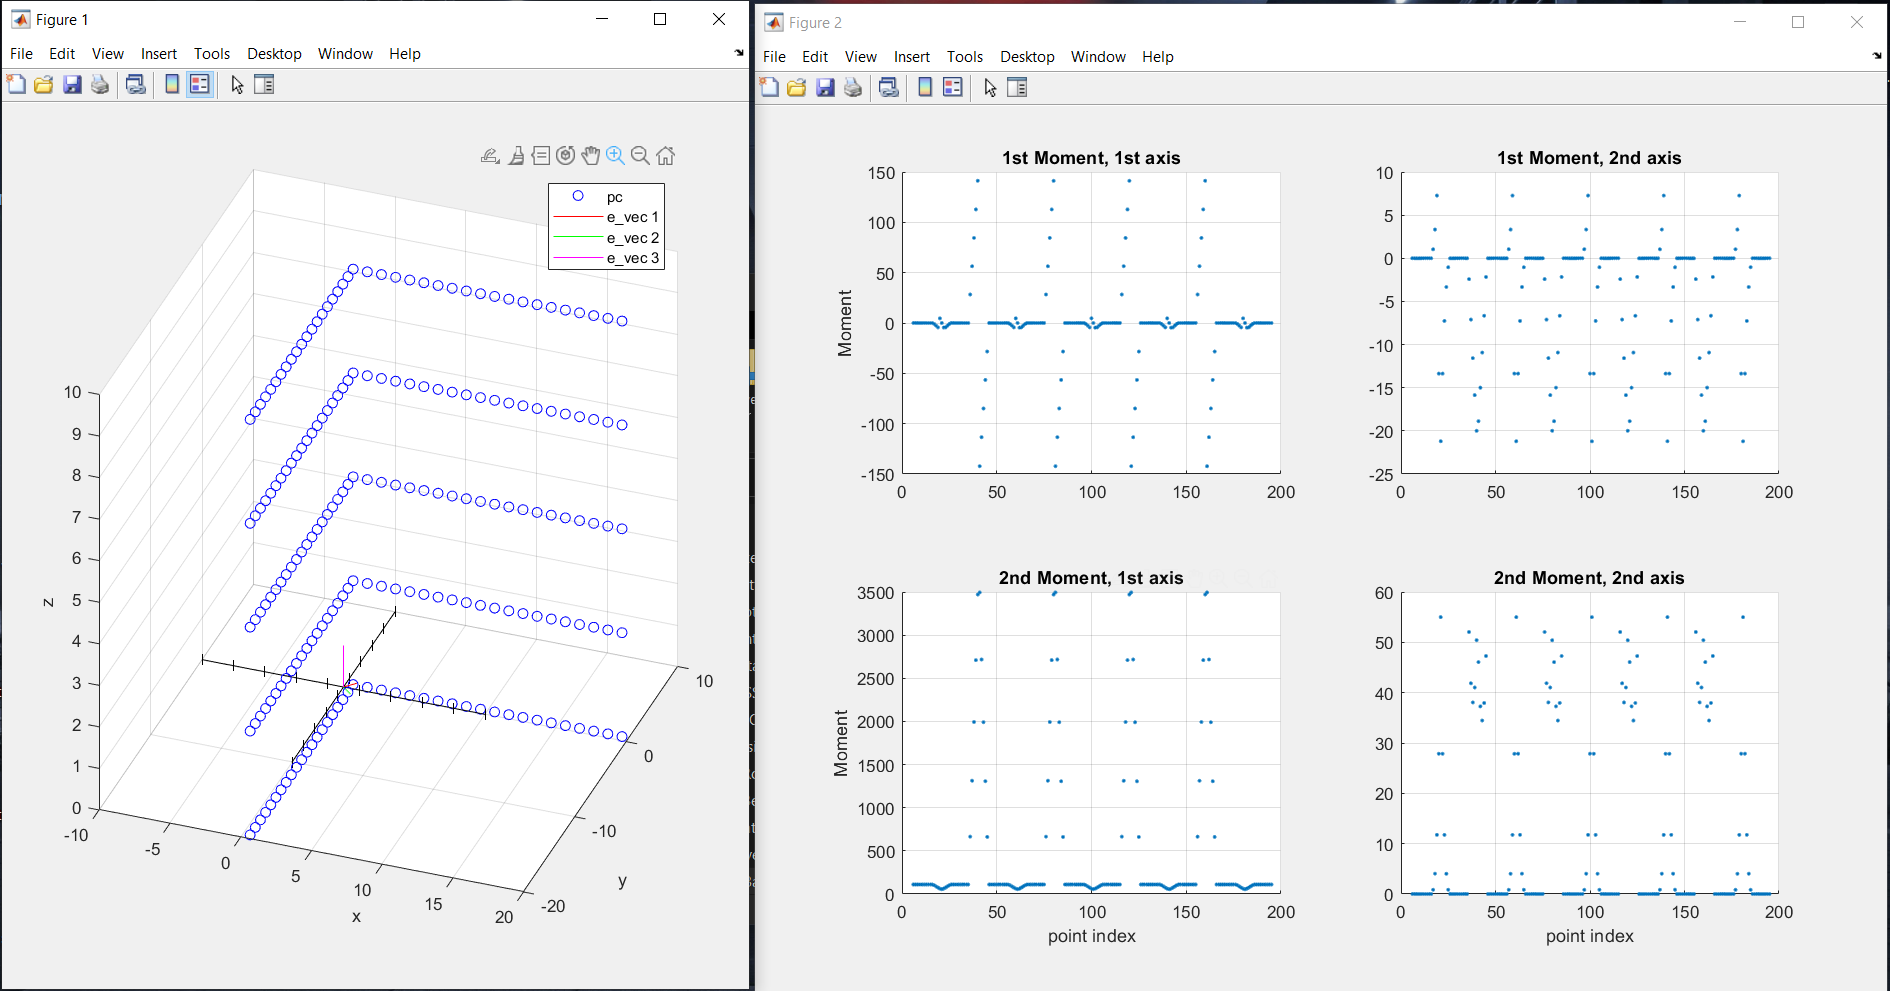 Figure 1
File Edit View Insert Tools Desktop Window Help
pc
e_vec 1
e_vec 2
e_vec 3
10
9
8
7
6
5
4
3
2
1
0
z
-10
-5
0
5
10
15
20
x
10
0
-10
-20
y
Figure 2
File Edit View Insert Tools Desktop Window Help
1st Moment, 1st axis
150
100
50
0
-50
-100
-150
Moment
0 50 100 150 200
1st Moment, 2nd axis
10
5
0
-5
-10
-15
-20
-25
0 50 100 150 200
2nd Moment, 1st axis
3500
3000
2500
2000
1500
1000
500
0
Moment
0 50 100 150 200
point index
2nd Moment, 2nd axis
60
50
40
30
20
10
0
0 50 100 150 200
point index